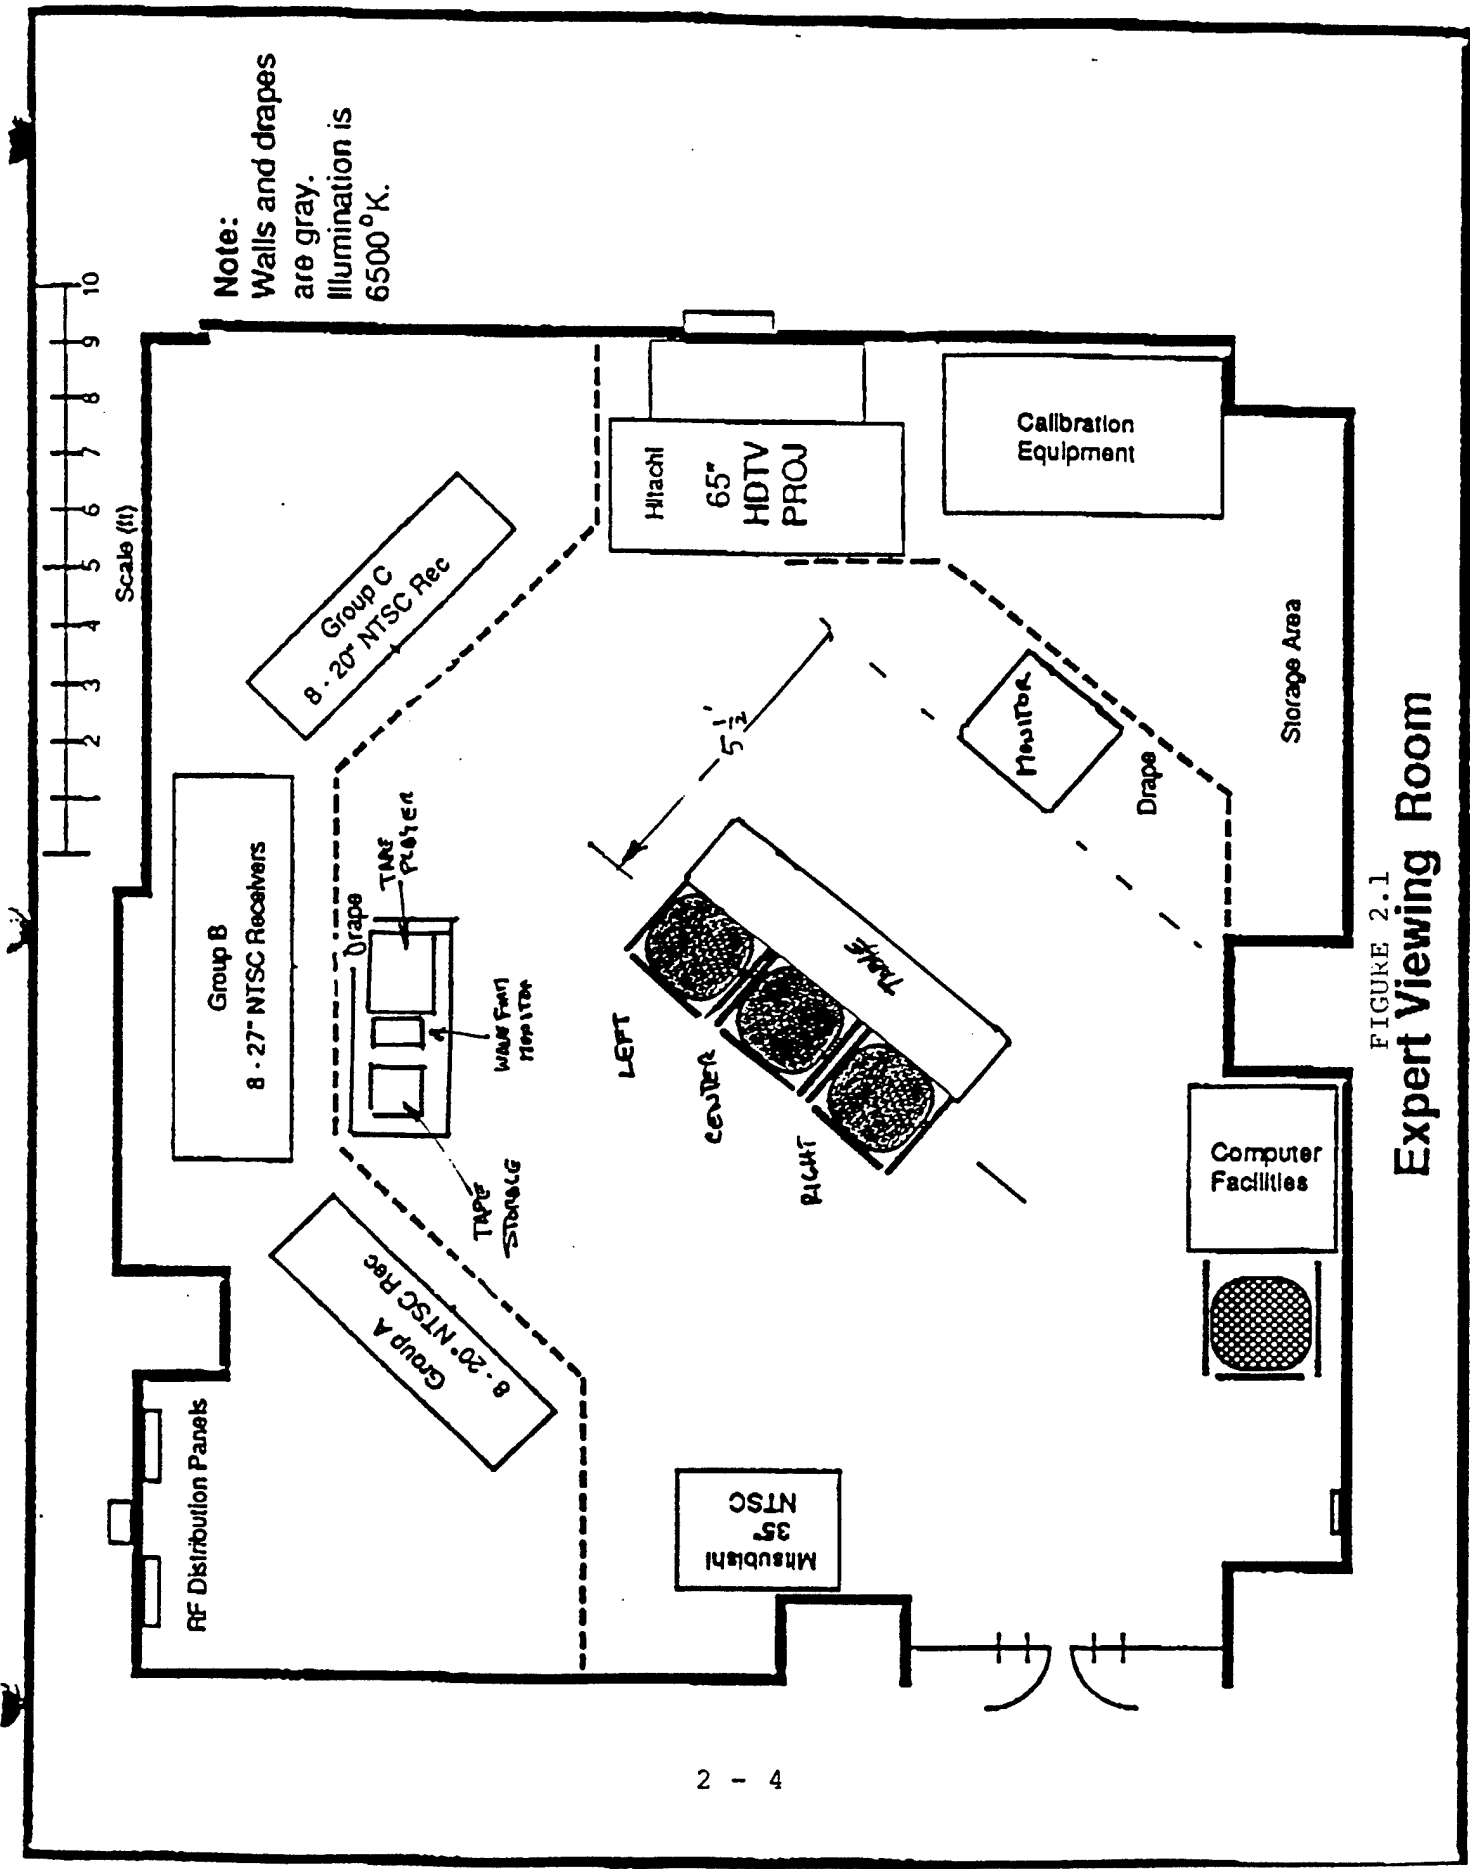 Scale (ft)
1 2 3 4 5 6 7 8 9 10
Note:
Walls and drapes
are gray.
Illumination is
6500°K.
RF Distribution Panels
Group A
8 - 20" NTSC Rec
Group B
8 - 27" NTSC Receivers
Group C
8 - 20" NTSC Rec
Drape
TAPE
PLAYER
WAVEFORM
MONITOR
TAPE
STORAGE
Hitachi
65"
HDTV
PROJ
Calibration
Equipment
5 1/2'
LEFT
CENTER
RIGHT
TABLE
MONITOR
Drape
Storage Area
Mitsubishi
35"
NTSC
Computer
Facilities
FIGURE 2.1
Expert Viewing Room
2 - 4